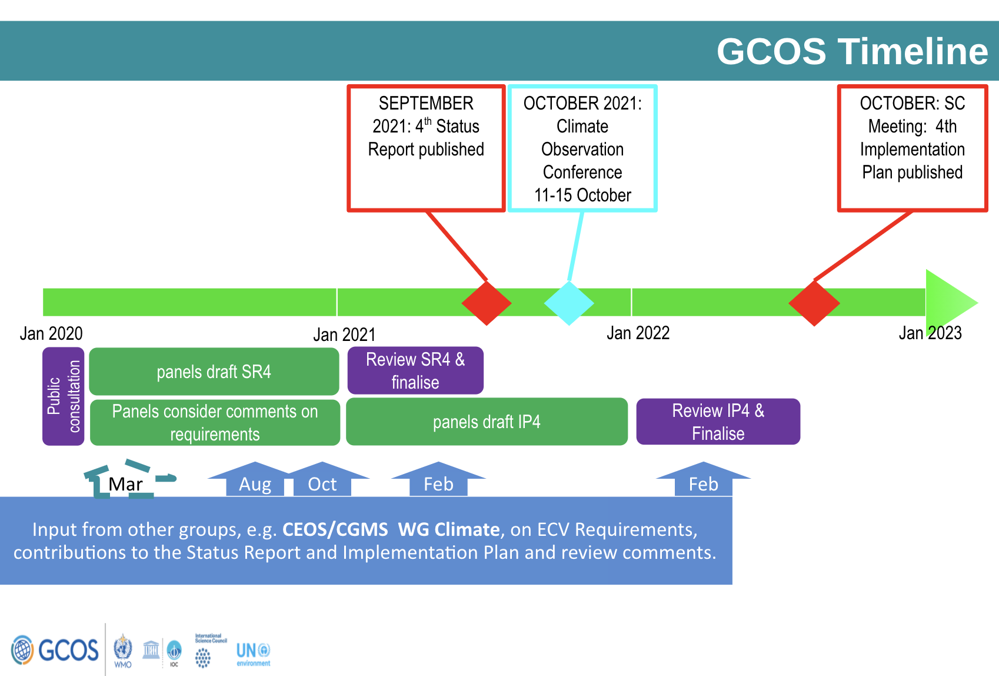 GCOS Timeline
SEPTEMBER
2021: 4th Status
Report published
OCTOBER 2021:
Climate
Observation
Conference
11-15 October
OCTOBER: SC
Meeting:  4th
Implementation
Plan published
Jan 2020
Jan 2021
Jan 2022
Jan 2023
Public
consultation
panels draft SR4
Review SR4 &
finalise
Panels consider comments on
requirements
panels draft IP4
Review IP4 &
Finalise
Mar
Aug
Oct
Feb
Feb
Input from other groups, e.g. CEOS/CGMS  WG Climate, on ECV Requirements,
contributions to the Status Report and Implementation Plan and review comments.
GCOS
WMO
UNESCO
IOC
International
Science Council
UN
environment